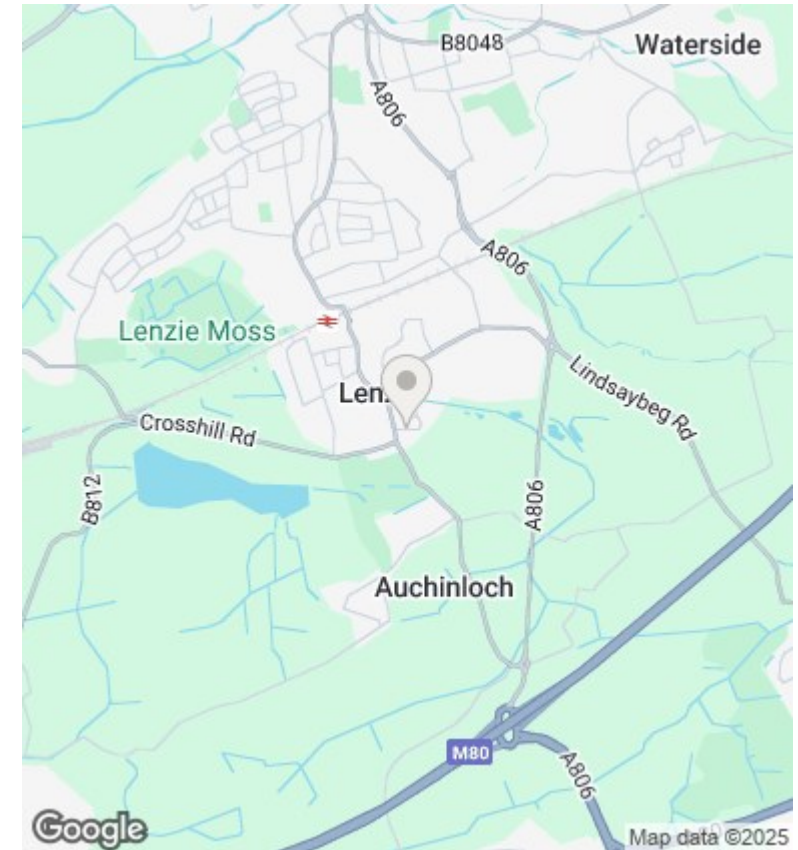 B8048
Waterside
A806
A806
Lenzie Moss
Lindsaybeg Rd
Crosshill Rd
B812
A806
Auchinloch
M80
A806
Google
Map data ©2025